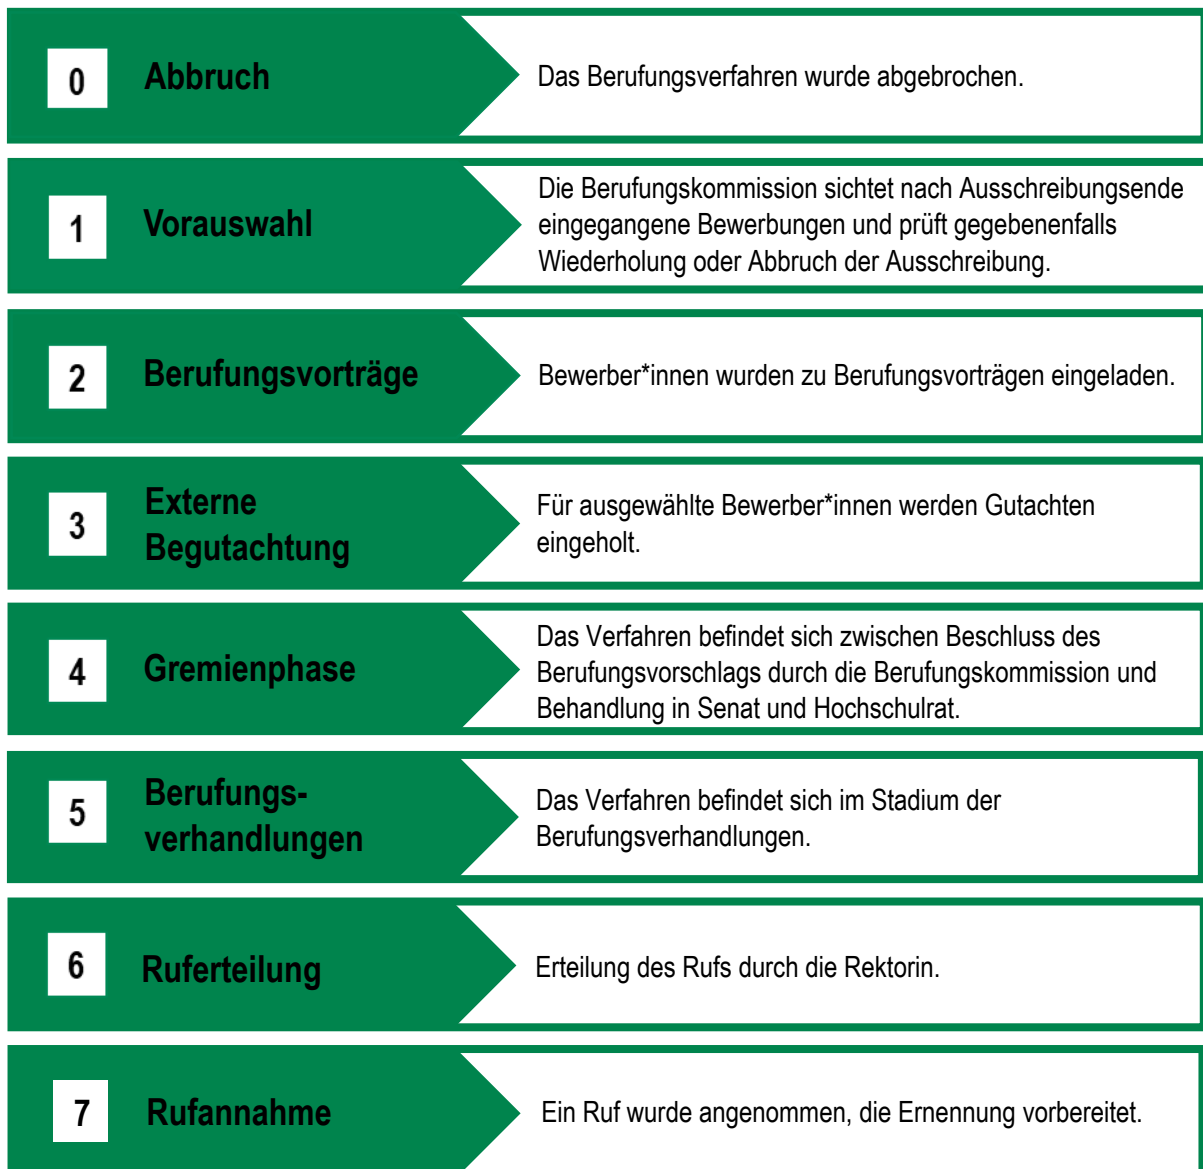 0
Abbruch
Das Berufungsverfahren wurde abgebrochen.
1
Vorauswahl
Die Berufungskommission sichtet nach Ausschreibungsende
eingegangene Bewerbungen und prüft gegebenenfalls
Wiederholung oder Abbruch der Ausschreibung.
2
Berufungsvorträge
Bewerber*innen wurden zu Berufungsvorträgen eingeladen.
3
Externe
Begutachtung
Für ausgewählte Bewerber*innen werden Gutachten
eingeholt.
4
Gremienphase
Das Verfahren befindet sich zwischen Beschluss des
Berufungsvorschlags durch die Berufungskommission und
Behandlung in Senat und Hochschulrat.
5
Berufungs-
verhandlungen
Das Verfahren befindet sich im Stadium der
Berufungsverhandlungen.
6
Ruferteilung
Erteilung des Rufs durch die Rektorin.
7
Rufannahme
Ein Ruf wurde angenommen, die Ernennung vorbereitet.